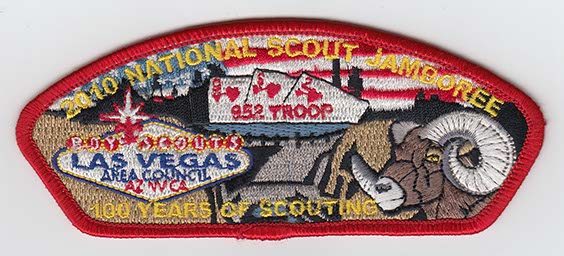 2010 NATIONAL SCOUT JAMBOREE
952 TROOP
BOY SCOUTS
LAS VEGAS
AREA COUNCIL
AZ NV CA
100 YEARS OF SCOUTING